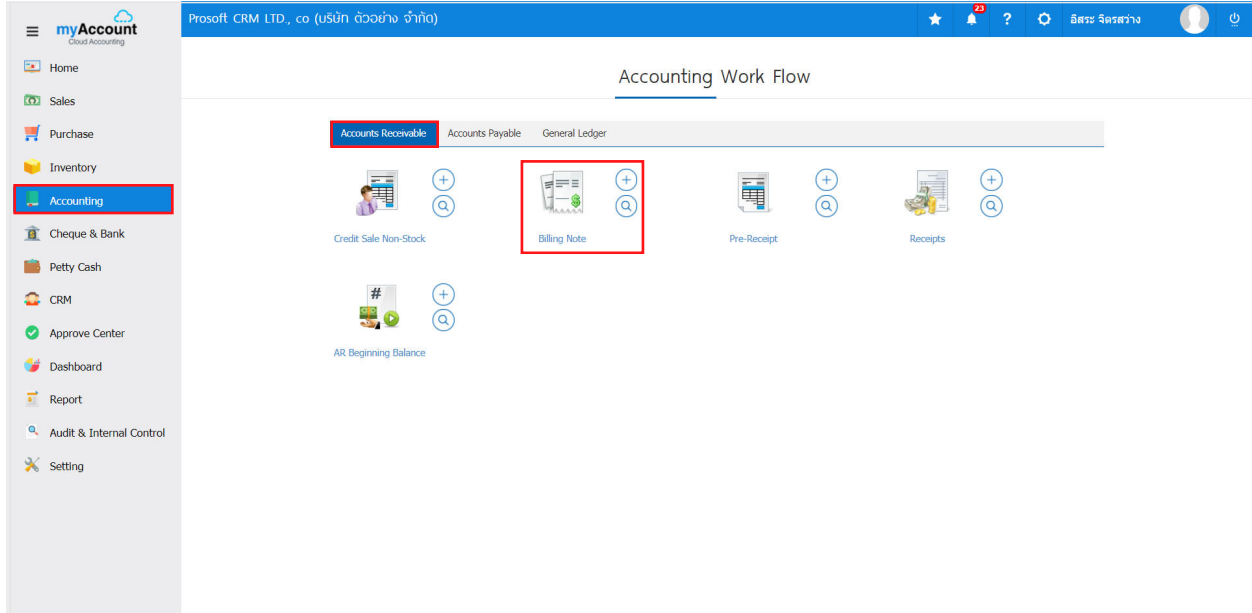 myAccount
Cloud Accounting
Prosoft CRM LTD., co (บริษัท ตัวอย่าง จำกัด)
23
?
อิสระ จิตรสว่าง
Home
Sales
Purchase
Inventory
Accounting
Cheque & Bank
Petty Cash
CRM
Approve Center
Dashboard
Report
Audit & Internal Control
Setting
Accounting Work Flow
Accounts Receivable Accounts Payable General Ledger
Credit Sale Non-Stock Billing Note Pre-Receipt Receipts
#
AR Beginning Balance